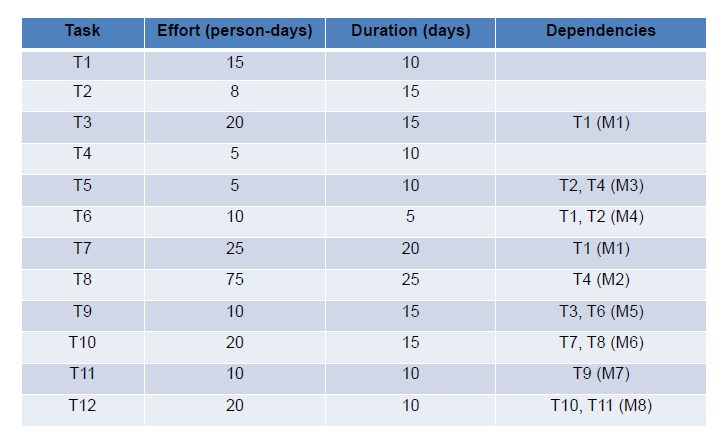 Task Effort (person-days) Duration (days) Dependencies
T1 15 10
T2 8 15
T3 20 15 T1 (M1)
T4 5 10
T5 5 10 T2, T4 (M3)
T6 10 5 T1, T2 (M4)
T7 25 20 T1 (M1)
T8 75 25 T4 (M2)
T9 10 15 T3, T6 (M5)
T10 20 15 T7, T8 (M6)
T11 10 10 T9 (M7)
T12 20 10 T10, T11 (M8)